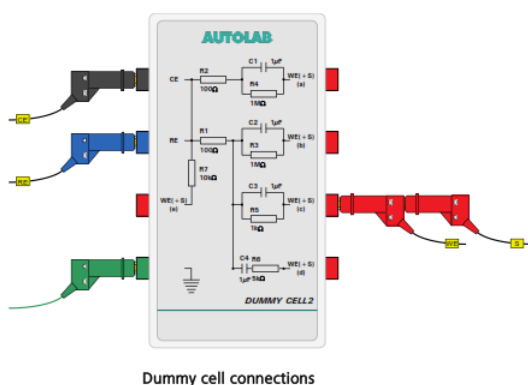 AUTOLAB
CE
R2
100Ω
C1
1µF
R4
1MΩ
WE(+S)
(a)
RE
R1
100Ω
C2
1µF
R3
1MΩ
WE(+S)
(b)
R7
10kΩ
WE(+S)
(e)
C3
1µF
R5
1kΩ
WE(+S)
(c)
C4
1µF
R6
5kΩ
WE(+S)
(d)
DUMMY CELL2
CE
RE
WE
S
Dummy cell connections